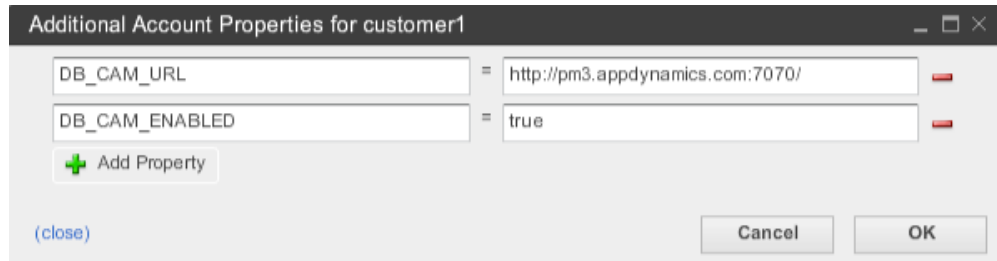 Additional Account Properties for customer1
DB_CAM_URL = http://pm3.appdynamics.com:7070/
DB_CAM_ENABLED = true
Add Property
(close) Cancel OK